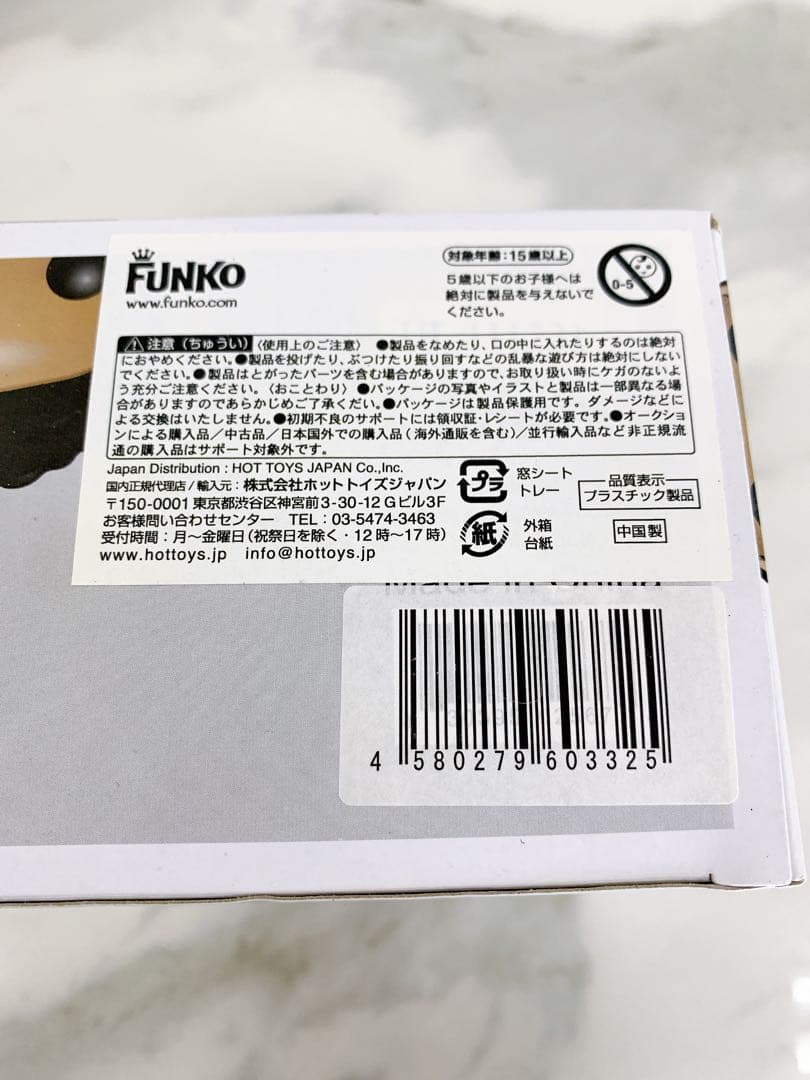 FUNKO
www.funko.com
対象年齢:15歳以上
5歳以下のお子様へは
絶対に製品を与えないで
ください。
0-5
注意(ちゅうい)〈使用上のご注意〉 ●製品をなめたり、口の中に入れたりするのは絶対
におやめください。●製品を投げたり、ぶつけたり振り回すなどの乱暴な遊び方は絶対にしない
でください。●製品はとがったパーツを含む場合がありますので、お取り扱い時にケガのないよ
う充分ご注意ください。〈おことわり〉 ●パッケージの写真やイラストと製品は一部異なる場
合がありますのであらかじめご了承ください。●パッケージは製品保護用です。ダメージなどに
よる交換はいたしません。●初期不良のサポートには領収証・レシートが必要です。●オークショ
ンによる購入品/中古品/日本国外での購入品(海外通販を含む)/並行輸入品など非正規流
通の購入品はサポート対象外です。
Japan Distribution : HOT TOYS JAPAN Co.,Inc.
国内正規代理店/輸入元:株式会社ホットトイズジャパン
〒150-0001 東京都渋谷区神宮前3-30-12 Gビル3F
お客様問い合わせセンター TEL:03-5474-3463
受付時間:月〜金曜日(祝祭日を除く・12時〜17時)
www.hottoys.jp info@hottoys.jp
プラ
窓シート
トレー
紙
外箱
台紙
品質表示
プラスチック製品
中国製
Made in China
4 580279 603325